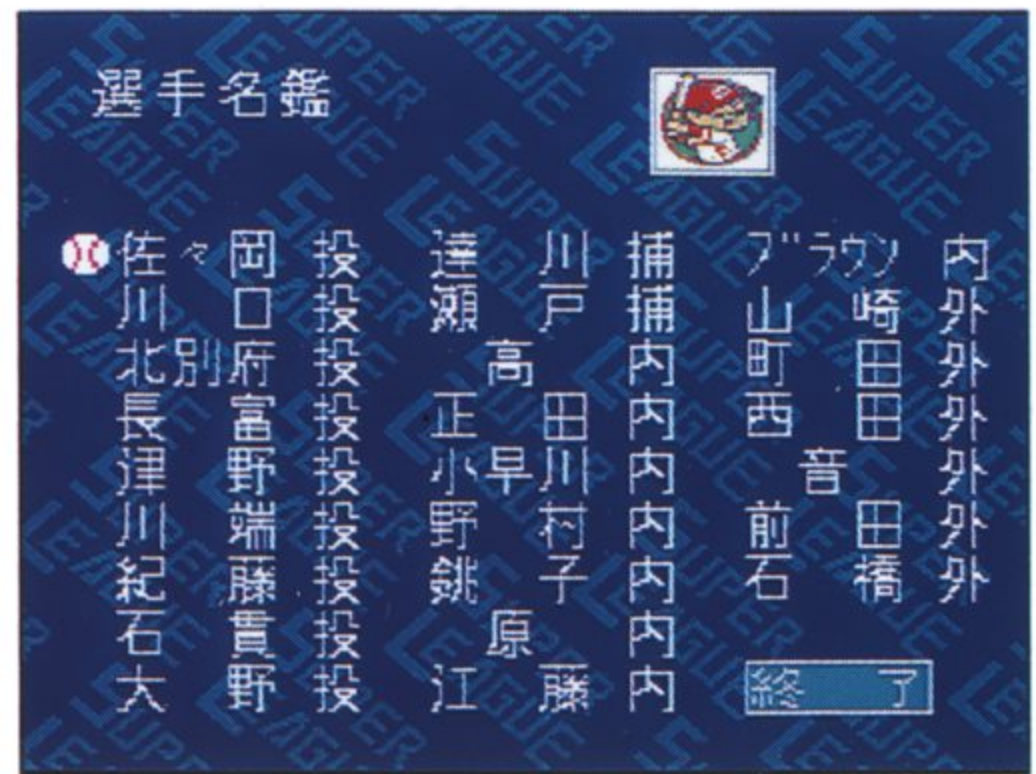 選手名鑑
佐々岡 投 達川 捕 ブラウン 内
川口 投 瀬戸 捕 山崎 外
北別府 投 高 内 町田 外
長冨 投 正田 内 西田 外
津野 投 小早川 内 音 外
川端 投 野村 内 前田 外
紀藤 投 銚子 内 石橋 外
石貫 投 原 内
大野 投 江藤 内 終了
SUPER LEAGUE